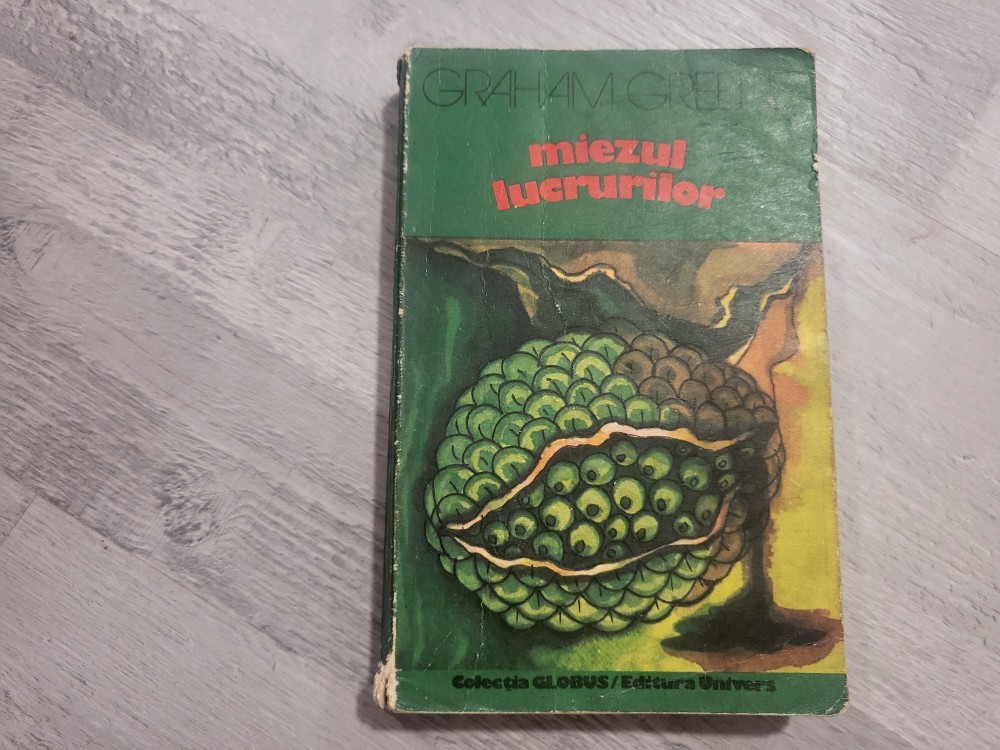 GRAHAM GREENE
miezul
lucrurilor
Colecția GLOBUS/Editura Univers